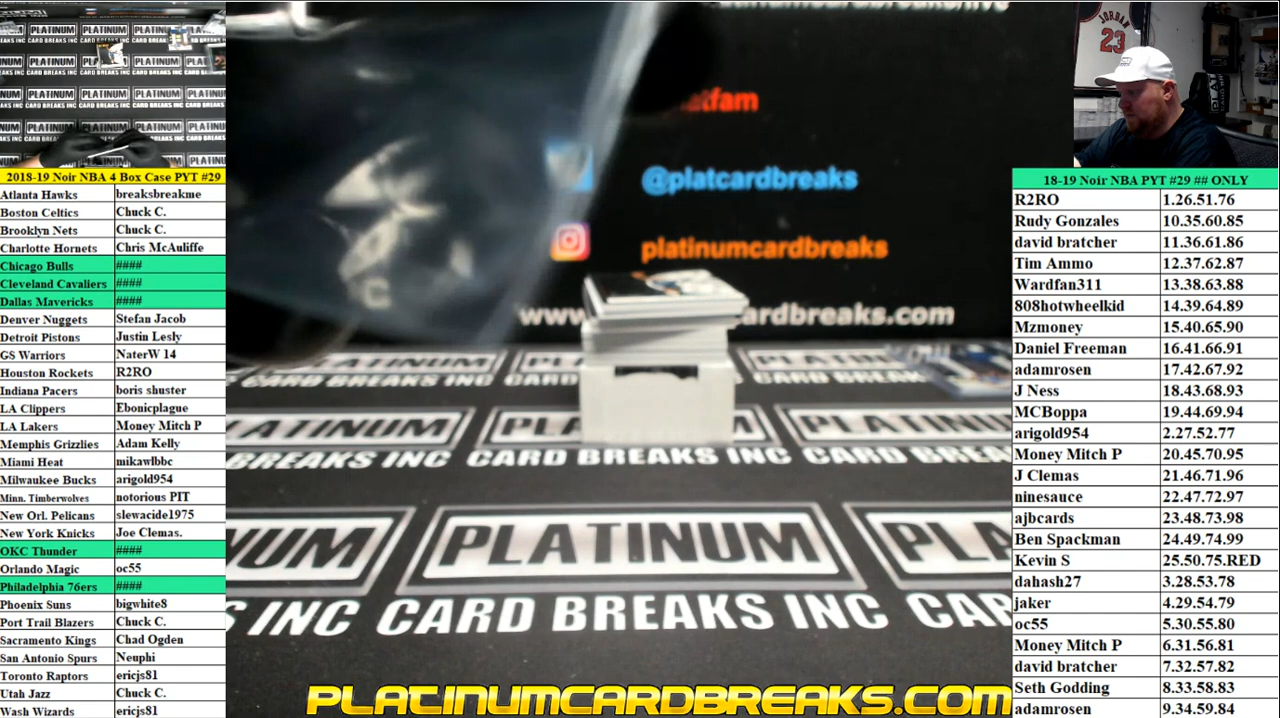 2018-19 Noir NBA 4 Box Case PYT #29
Atlanta Hawks breaksbreakme
Boston Celtics Chuck C.
Brooklyn Nets Chuck C.
Charlotte Hornets Chris McAuliffe
Chicago Bulls ####
Cleveland Cavaliers ####
Dallas Mavericks ####
Denver Nuggets Stefan Jacob
Detroit Pistons Justin Lesly
GS Warriors NaterW 14
Houston Rockets R2RO
Indiana Pacers boris shuster
LA Clippers Ebonicplague
LA Lakers Money Mitch P
Memphis Grizzlies Adam Kelly
Miami Heat mikawlbbc
Milwaukee Bucks arigold954
Minn. Timberwolves notorious PIT
New Orl. Pelicans slewacide1975
New York Knicks Joe Clemas.
OKC Thunder ####
Orlando Magic oc55
Philadelphia 76ers ####
Phoenix Suns bigwhite8
Port Trail Blazers Chuck C.
Sacramento Kings Chad Ogden
San Antonio Spurs Neuphi
Toronto Raptors ericjs81
Utah Jazz Chuck C.
Wash Wizards ericjs81
@platcardbreaks
platinumcardbreaks
PLATINUM
CARD BREAKS INC
PLATINUMCARDBREAKS.COM
JORDAN
23
18-19 Noir NBA PYT #29 ## ONLY
R2RO 1.26.51.76
Rudy Gonzales 10.35.60.85
david bratcher 11.36.61.86
Tim Ammo 12.37.62.87
Wardfan311 13.38.63.88
808hotwheelkid 14.39.64.89
Mzmoney 15.40.65.90
Daniel Freeman 16.41.66.91
adamrosen 17.42.67.92
J Ness 18.43.68.93
MCBoppa 19.44.69.94
arigold954 2.27.52.77
Money Mitch P 20.45.70.95
J Clemas 21.46.71.96
ninesauce 22.47.72.97
ajbcards 23.48.73.98
Ben Spackman 24.49.74.99
Kevin S 25.50.75.RED
dahash27 3.28.53.78
jaker 4.29.54.79
oc55 5.30.55.80
Money Mitch P 6.31.56.81
david bratcher 7.32.57.82
Seth Godding 8.33.58.83
adamrosen 9.34.59.84